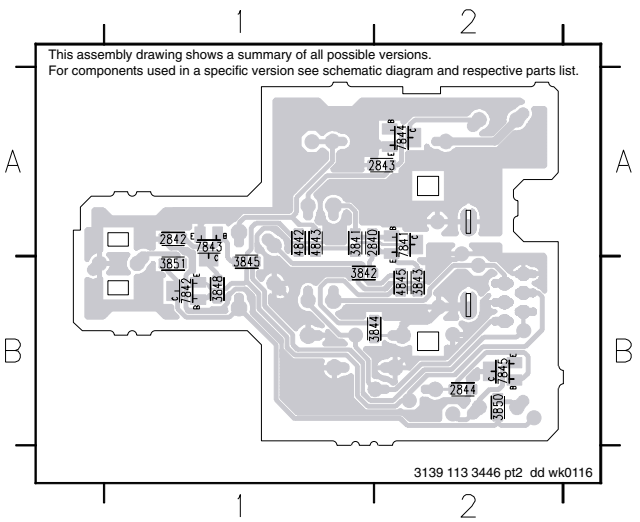 1 2
This assembly drawing shows a summary of all possible versions.
For components used in a specific version see schematic diagram and respective parts list.
A A
B
7844
C
E
2843
2842
E B
7843
C
4842 4843 3841 2840
B
7841
C
E
3851 3845
3842
E
7842
C
B
3848
4845 3843
3844
B B
E
7845
C
B
2844
3850
3139 113 3446 pt2 dd wk0116
1 2